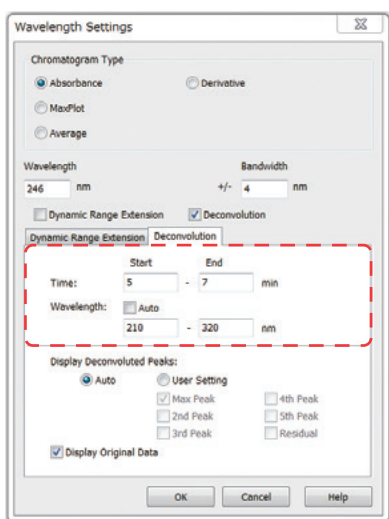 Wavelength Settings
Chromatogram Type
Absorbance Derivative
MaxPlot
Average
Wavelength Bandwidth
246 nm +/- 4 nm
Dynamic Range Extension Deconvolution
Dynamic Range Extension Deconvolution
Start End
Time: 5 - 7 min
Wavelength: Auto
210 - 320 nm
Display Deconvoluted Peaks:
Auto User Setting
Max Peak 4th Peak
2nd Peak 5th Peak
3rd Peak Residual
Display Original Data
OK Cancel Help